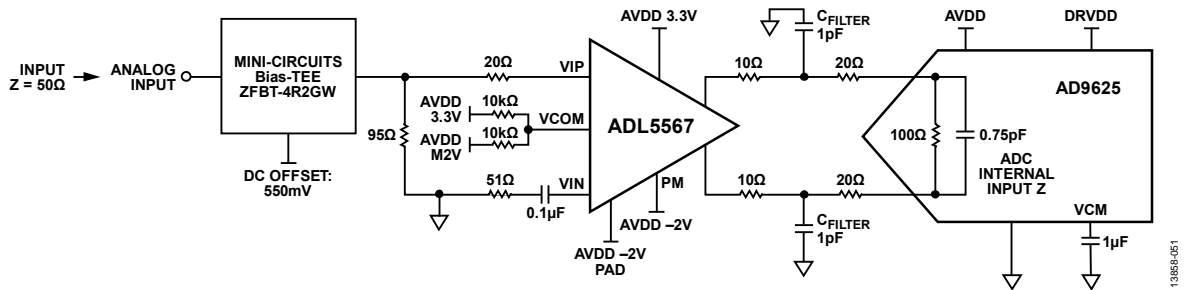 INPUT
Z = 50Ω
ANALOG
INPUT
MINI-CIRCUITS
Bias-TEE
ZFBT-4R2GW
DC OFFSET:
550mV
95Ω
20Ω
VIP
AVDD
3.3V
10kΩ
VCOM
AVDD
M2V
10kΩ
51Ω
0.1µF
VIN
AVDD 3.3V
ADL5567
PM
AVDD –2V
AVDD –2V
PAD
CFILTER
1pF
10Ω
20Ω
10Ω
20Ω
CFILTER
1pF
AVDD
DRVDD
AD9625
100Ω
0.75pF
ADC
INTERNAL
INPUT Z
VCM
1µF
13858-051